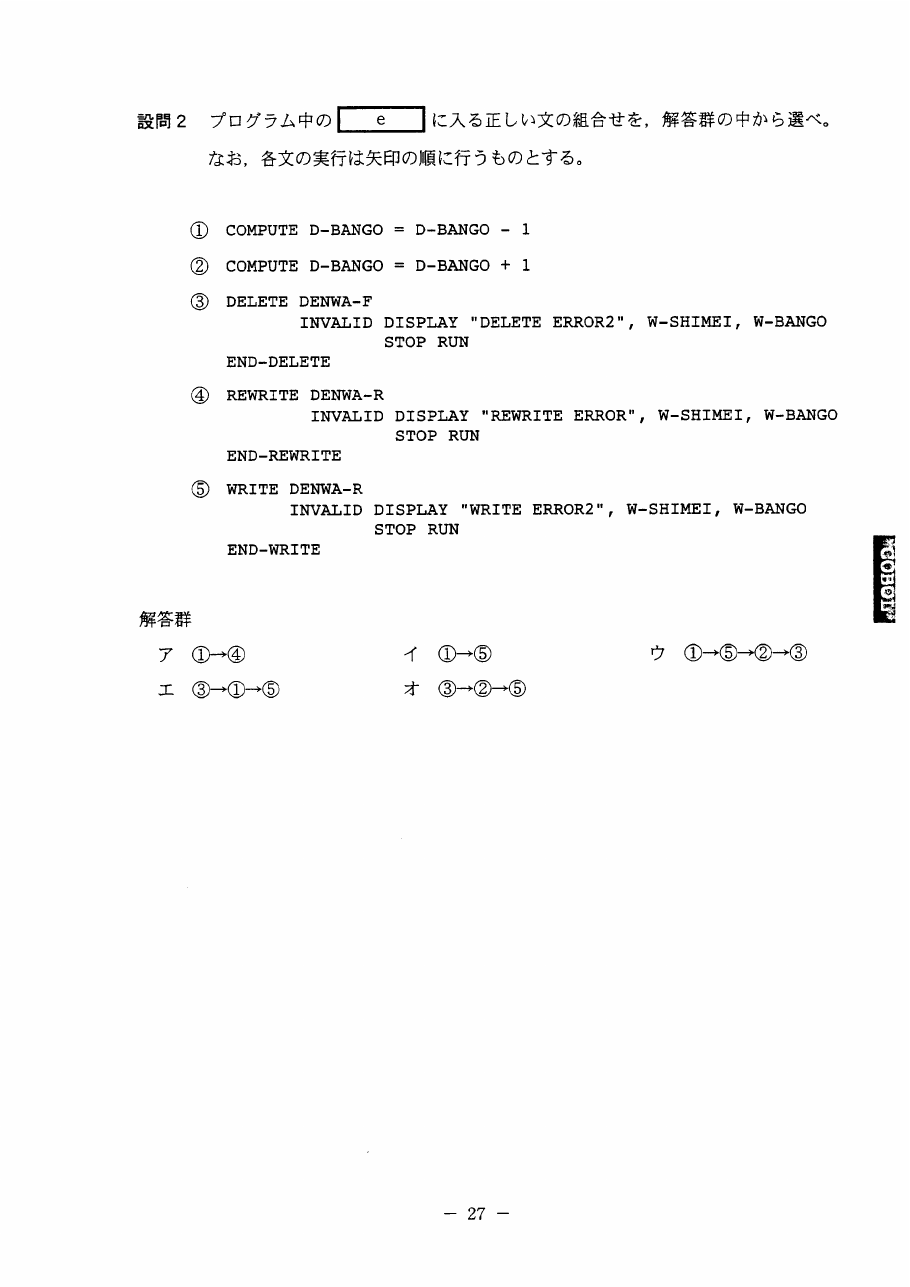 設問2 プログラム中の e に入る正しい文の組合せを，解答群の中から選べ。
なお，各文の実行は矢印の順に行うものとする。
① COMPUTE D-BANGO = D-BANGO - 1
② COMPUTE D-BANGO = D-BANGO + 1
③ DELETE DENWA-F
INVALID DISPLAY "DELETE ERROR2", W-SHIMEI, W-BANGO
STOP RUN
END-DELETE
④ REWRITE DENWA-R
INVALID DISPLAY "REWRITE ERROR", W-SHIMEI, W-BANGO
STOP RUN
END-REWRITE
⑤ WRITE DENWA-R
INVALID DISPLAY "WRITE ERROR2", W-SHIMEI, W-BANGO
STOP RUN
END-WRITE
COBOL
解答群
ア ①→④ イ ①→⑤ ウ ①→⑤→②→③
エ ③→①→⑤ オ ③→②→⑤
－ 27 －